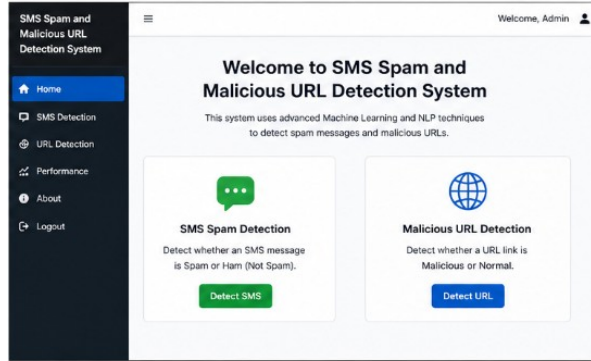 SMS Spam and
Malicious URL
Detection System
Welcome, Admin
Home
SMS Detection
URL Detection
Performance
About
Logout
Welcome to SMS Spam and
Malicious URL Detection System
This system uses advanced Machine Learning and NLP techniques
to detect spam messages and malicious URLs.
SMS Spam Detection
Detect whether an SMS message
is Spam or Ham (Not Spam).
Detect SMS
Malicious URL Detection
Detect whether a URL link is
Malicious or Normal.
Detect URL